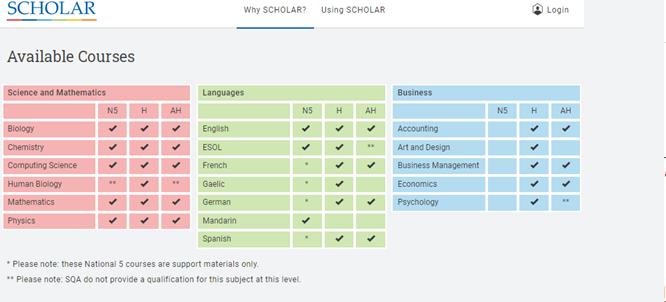 SCHOLAR
Why SCHOLAR? Using SCHOLAR Login
Available Courses
Science and Mathematics
N5 H AH
Biology ✔ ✔ ✔
Chemistry ✔ ✔ ✔
Computing Science ✔ ✔ ✔
Human Biology ** ✔ **
Mathematics ✔ ✔ ✔
Physics ✔ ✔ ✔
Languages
N5 H AH
English ✔ ✔ ✔
ESOL ✔ ✔ **
French * ✔ ✔
Gaelic * ✔
German * ✔ ✔
Mandarin ✔
Spanish * ✔ ✔
Business
N5 H AH
Accounting ✔ ✔
Art and Design ✔
Business Management ✔ ✔
Economics ✔ ✔
Psychology ✔ **
* Please note: these National 5 courses are support materials only.
** Please note: SQA do not provide a qualification for this subject at this level.